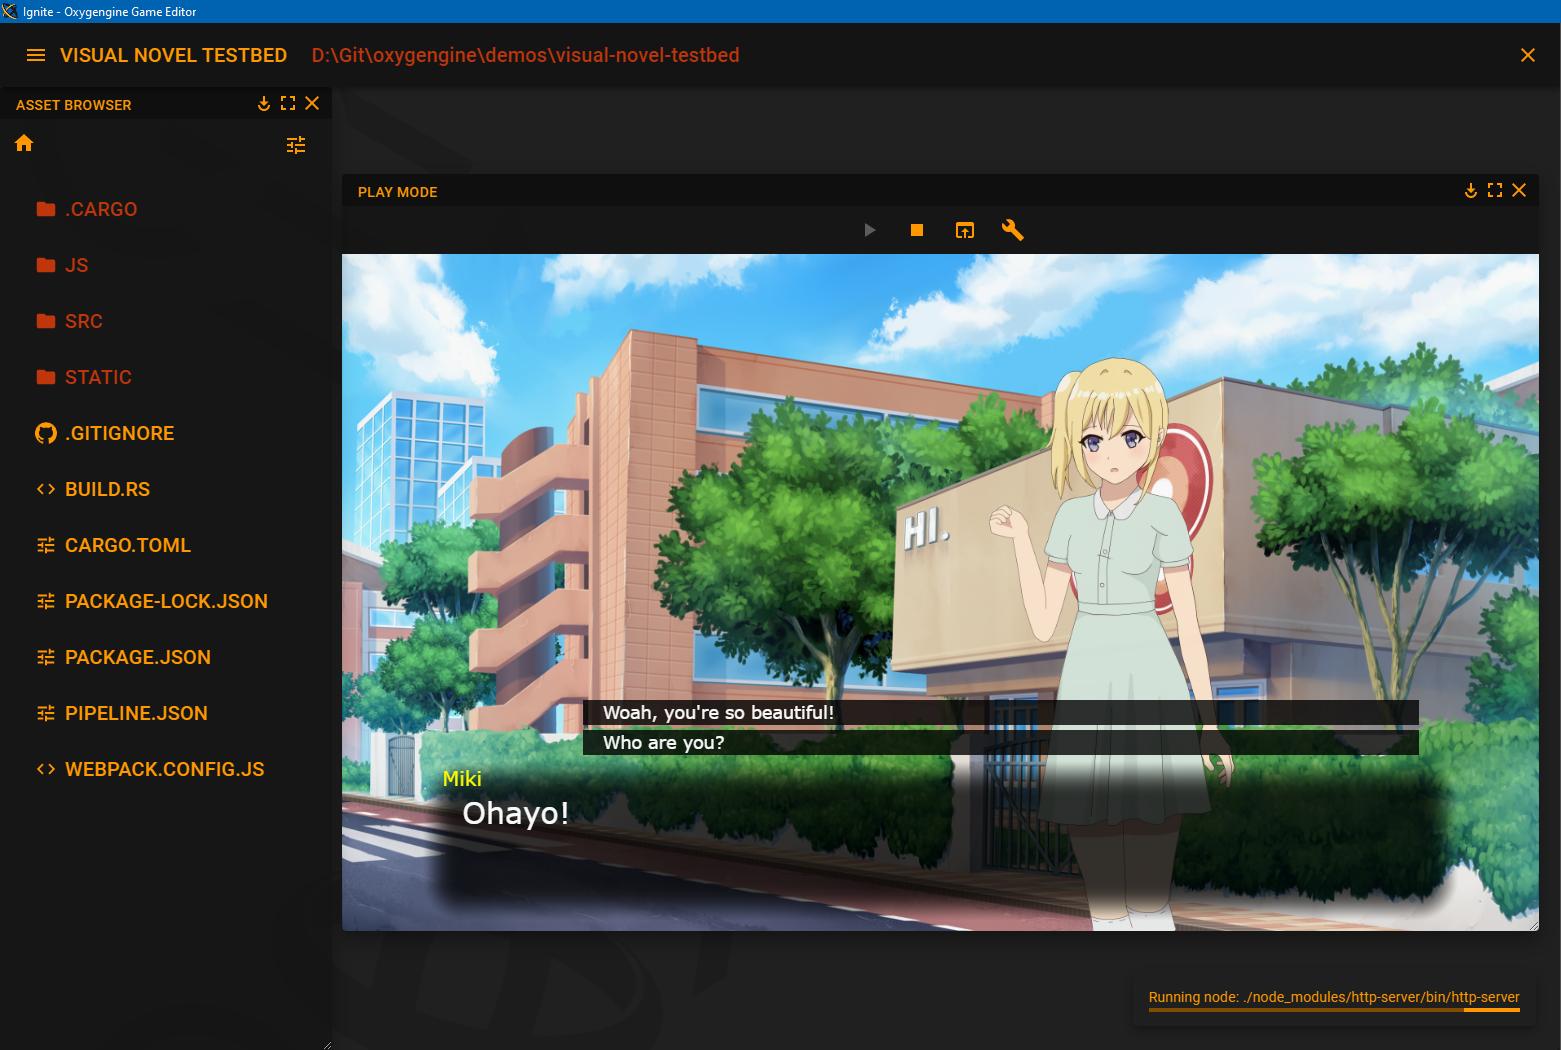 Ignite - Oxygengine Game Editor
VISUAL NOVEL TESTBED D:\Git\oxygengine\demos\visual-novel-testbed
ASSET BROWSER
.CARGO
JS
SRC
STATIC
.GITIGNORE
BUILD.RS
CARGO.TOML
PACKAGE-LOCK.JSON
PACKAGE.JSON
PIPELINE.JSON
WEBPACK.CONFIG.JS
PLAY MODE
HI.
Woah, you're so beautiful!
Who are you?
Miki
Ohayo!
Running node: ./node_modules/http-server/bin/http-server